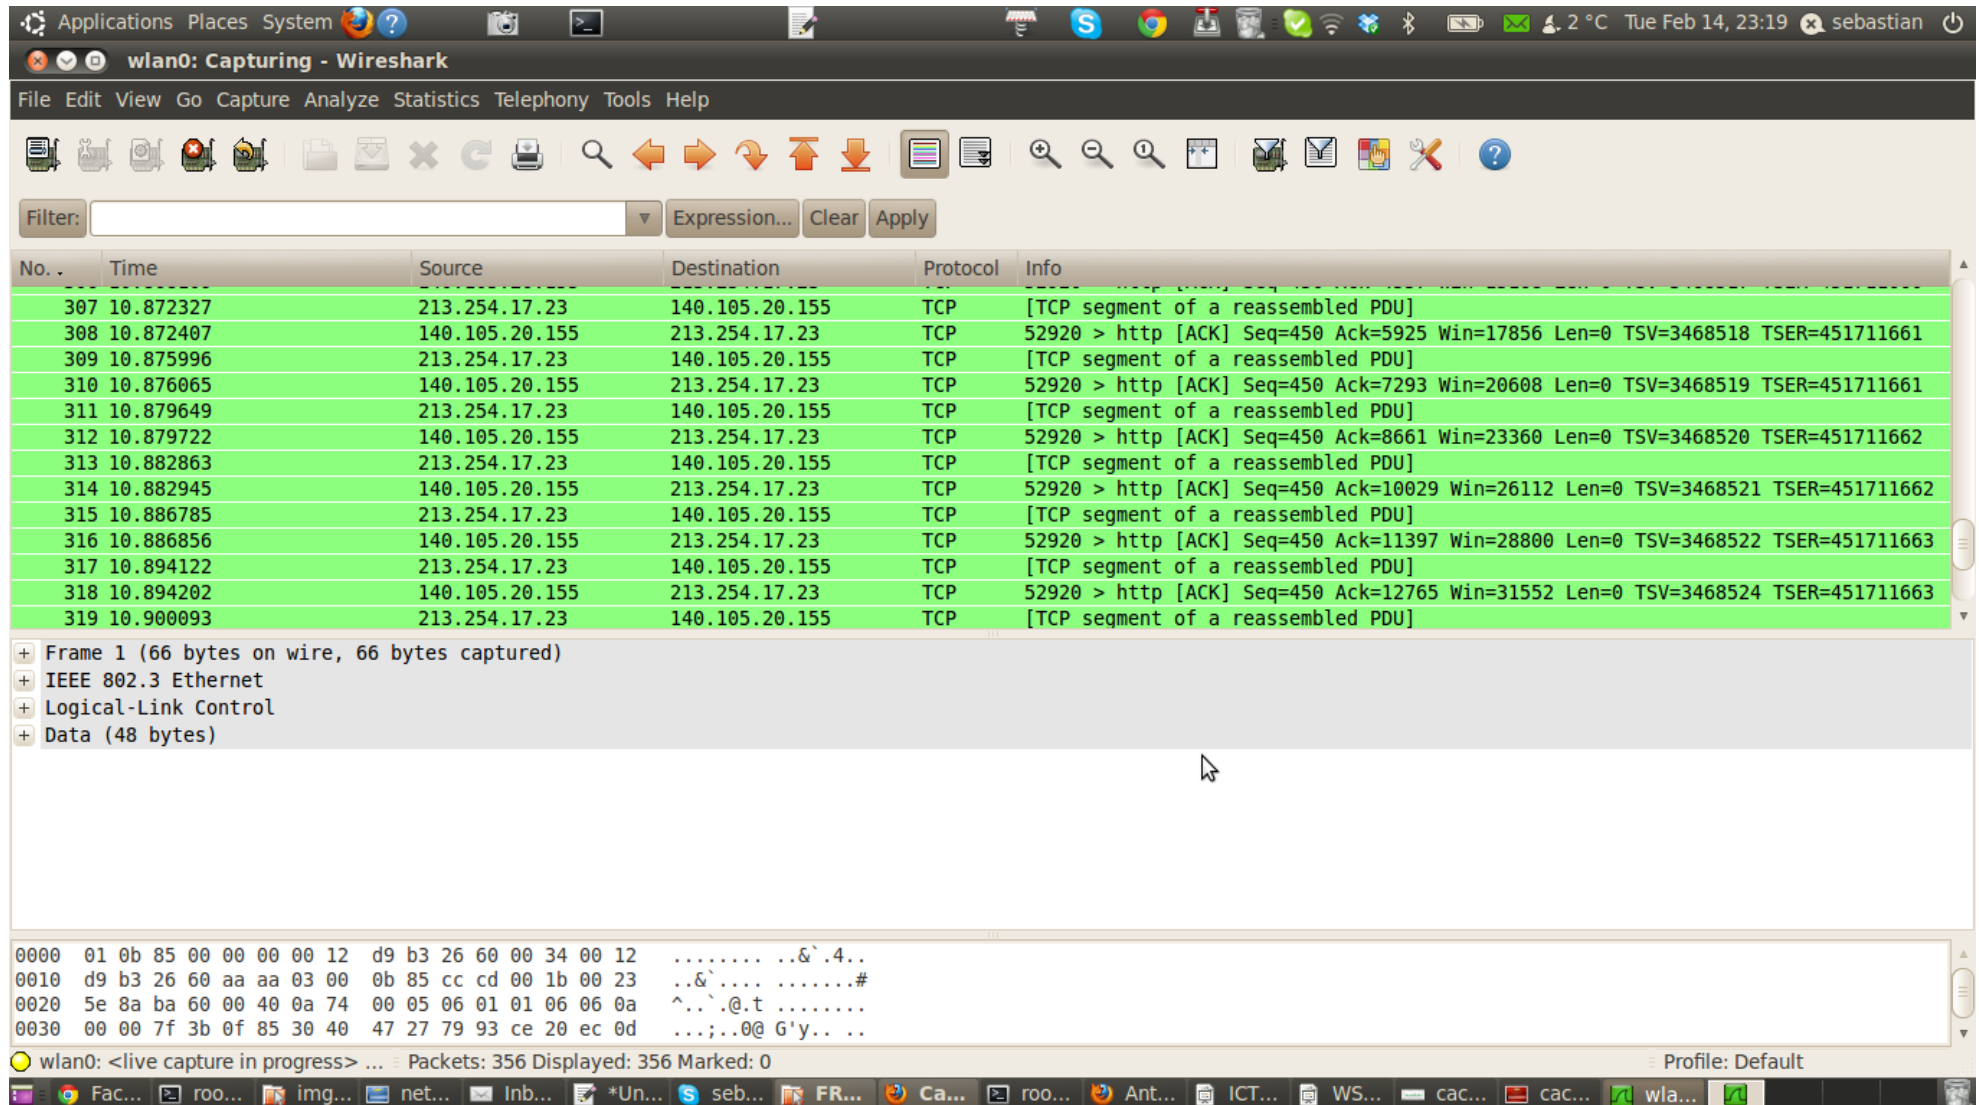 Applications Places System 2 °C Tue Feb 14, 23:19 sebastian
wlan0: Capturing - Wireshark
File Edit View Go Capture Analyze Statistics Telephony Tools Help
Filter: Expression... Clear Apply
No. Time Source Destination Protocol Info
307 10.872327 213.254.17.23 140.105.20.155 TCP [TCP segment of a reassembled PDU]
308 10.872407 140.105.20.155 213.254.17.23 TCP 52920 > http [ACK] Seq=450 Ack=5925 Win=17856 Len=0 TSV=3468518 TSER=451711661
309 10.875996 213.254.17.23 140.105.20.155 TCP [TCP segment of a reassembled PDU]
310 10.876065 140.105.20.155 213.254.17.23 TCP 52920 > http [ACK] Seq=450 Ack=7293 Win=20608 Len=0 TSV=3468519 TSER=451711661
311 10.879649 213.254.17.23 140.105.20.155 TCP [TCP segment of a reassembled PDU]
312 10.879722 140.105.20.155 213.254.17.23 TCP 52920 > http [ACK] Seq=450 Ack=8661 Win=23360 Len=0 TSV=3468520 TSER=451711662
313 10.882863 213.254.17.23 140.105.20.155 TCP [TCP segment of a reassembled PDU]
314 10.882945 140.105.20.155 213.254.17.23 TCP 52920 > http [ACK] Seq=450 Ack=10029 Win=26112 Len=0 TSV=3468521 TSER=451711662
315 10.886785 213.254.17.23 140.105.20.155 TCP [TCP segment of a reassembled PDU]
316 10.886856 140.105.20.155 213.254.17.23 TCP 52920 > http [ACK] Seq=450 Ack=11397 Win=28800 Len=0 TSV=3468522 TSER=451711663
317 10.894122 213.254.17.23 140.105.20.155 TCP [TCP segment of a reassembled PDU]
318 10.894202 140.105.20.155 213.254.17.23 TCP 52920 > http [ACK] Seq=450 Ack=12765 Win=31552 Len=0 TSV=3468524 TSER=451711663
319 10.900093 213.254.17.23 140.105.20.155 TCP [TCP segment of a reassembled PDU]
Frame 1 (66 bytes on wire, 66 bytes captured)
IEEE 802.3 Ethernet
Logical-Link Control
Data (48 bytes)
0000 01 0b 85 00 00 00 00 12 d9 b3 26 60 00 34 00 12 ........ ..&`.4..
0010 d9 b3 26 60 aa aa 03 00 0b 85 cc cd 00 1b 00 23 ..&`.... .......#
0020 5e 8a ba 60 00 40 0a 74 00 05 06 01 01 06 06 0a ^..`.@.t ........
0030 00 00 7f 3b 0f 85 30 40 47 27 79 93 ce 20 ec 0d ...;..0@ G'y.. ..
wlan0: <live capture in progress> ... Packets: 356 Displayed: 356 Marked: 0 Profile: Default
Fac... roo... img... net... Inb... *Un... seb... FR... Ca... roo... Ant... ICT... WS... cac... cac... wla...